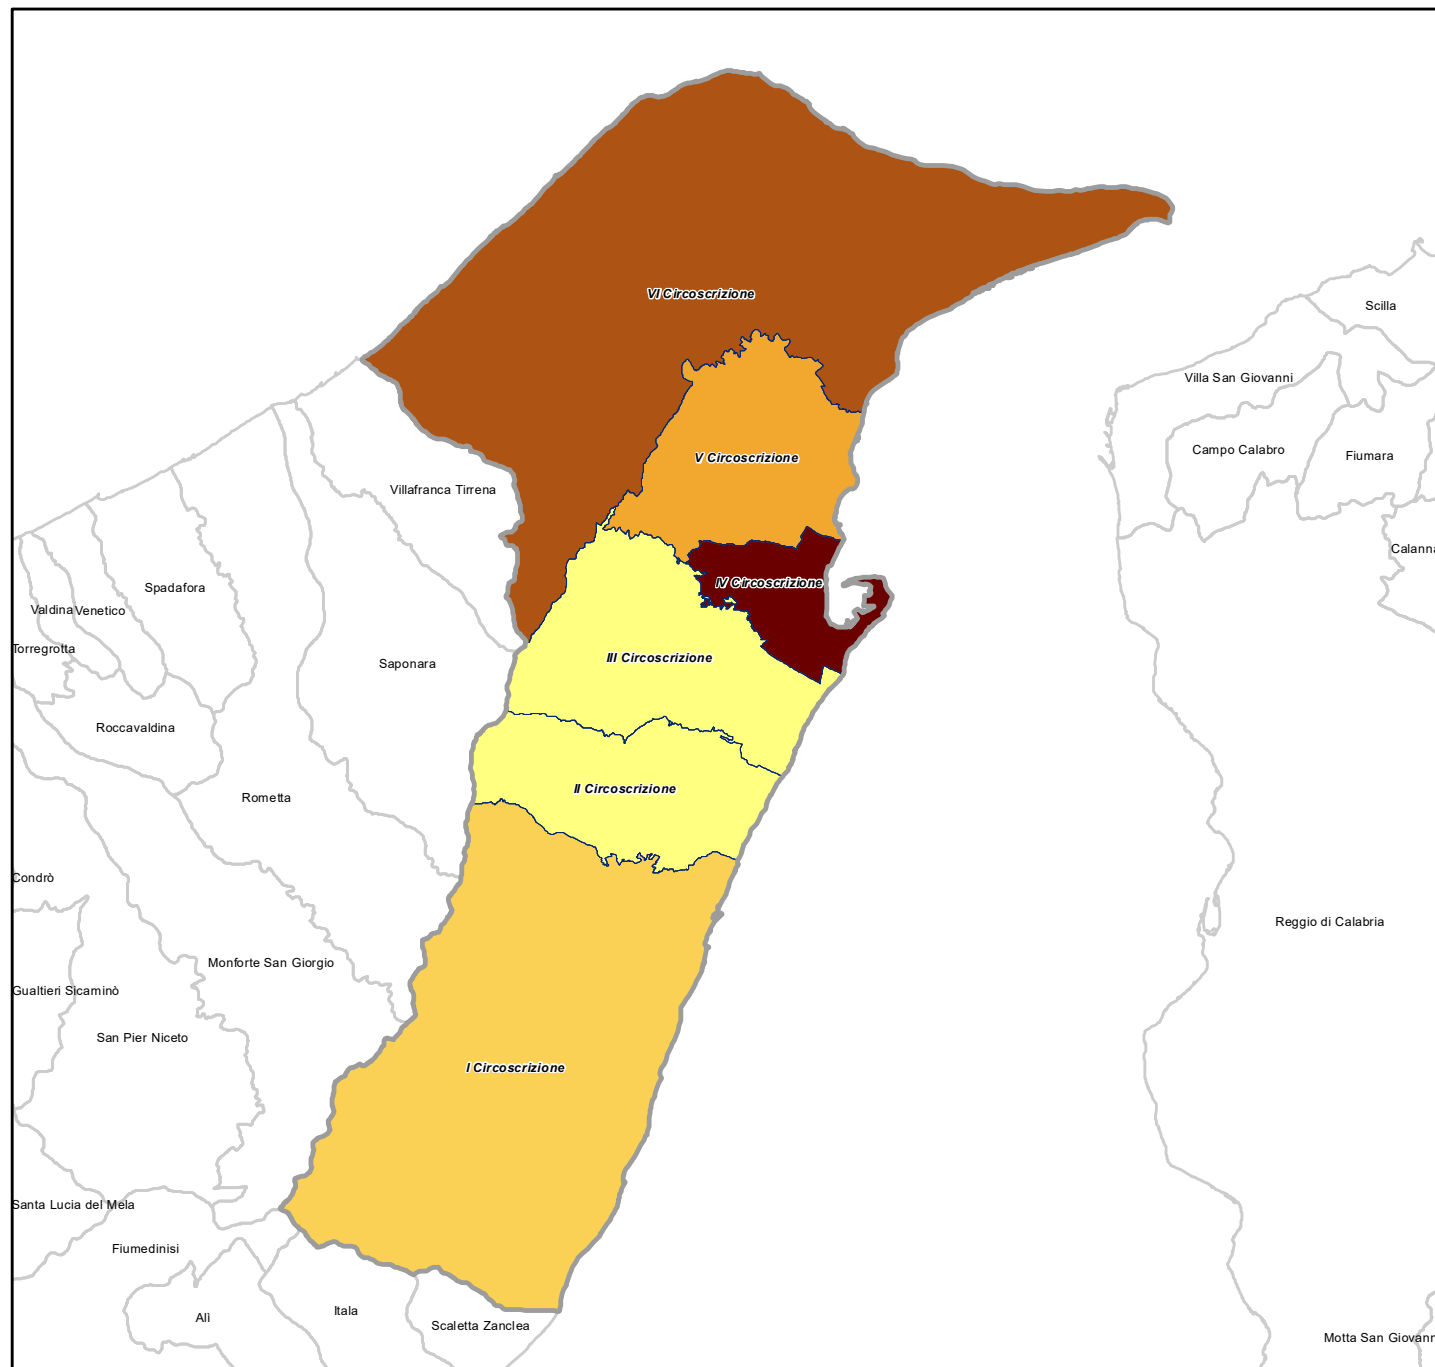 VI Circoscrizione
Scilla
Villa San Giovanni
Campo Calabro
Fiumara
V Circoscrizione
Villafranca Tirrena
Calanna
IV Circoscrizione
Spadafora
Valdina
Venetico
Torregrotta
III Circoscrizione
Saponara
Roccavaldina
II Circoscrizione
Rometta
Condrò
Reggio di Calabria
Monforte San Giorgio
Gualtieri Sicaminò
San Pier Niceto
I Circoscrizione
Santa Lucia del Mela
Fiumedinisi
Itala
Alì
Scaletta Zanclea
Motta San Giovann